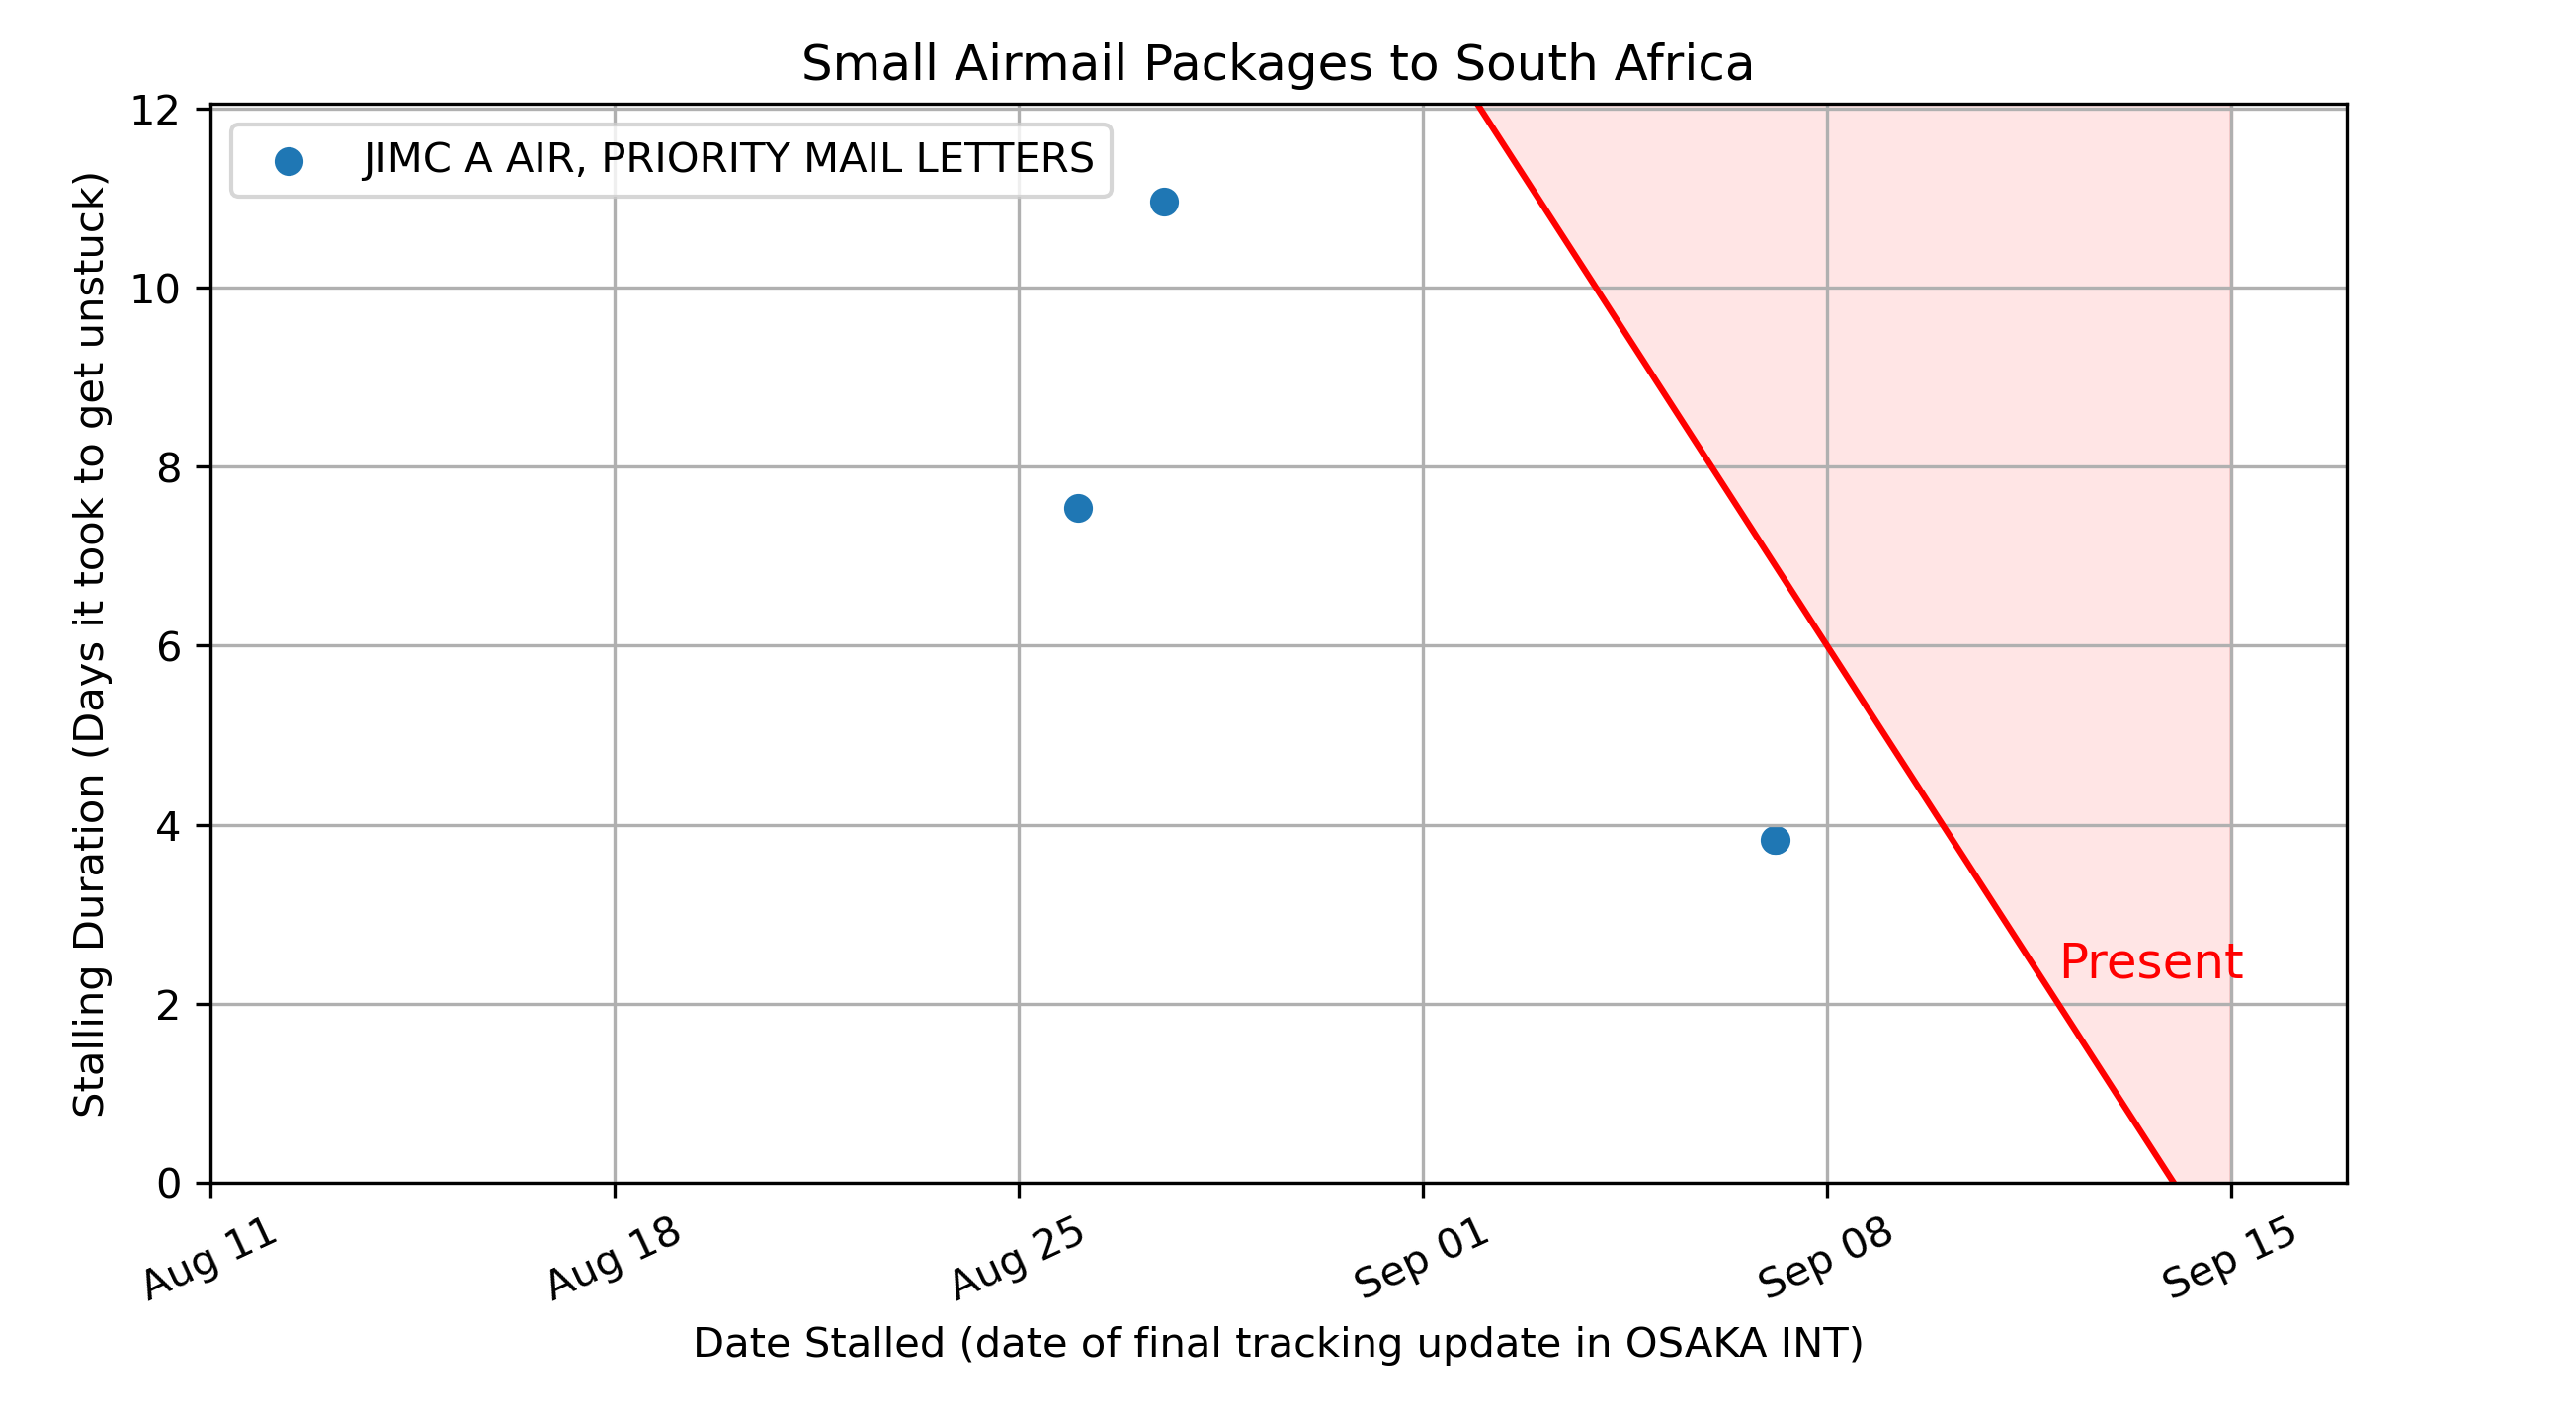 Small Airmail Packages to South Africa
JIMC A AIR, PRIORITY MAIL LETTERS
Stalling Duration (Days it took to get unstuck)
12
10
8
6
4
2
0
Present
Aug 11
Aug 18
Aug 25
Sep 01
Sep 08
Sep 15
Date Stalled (date of final tracking update in OSAKA INT)